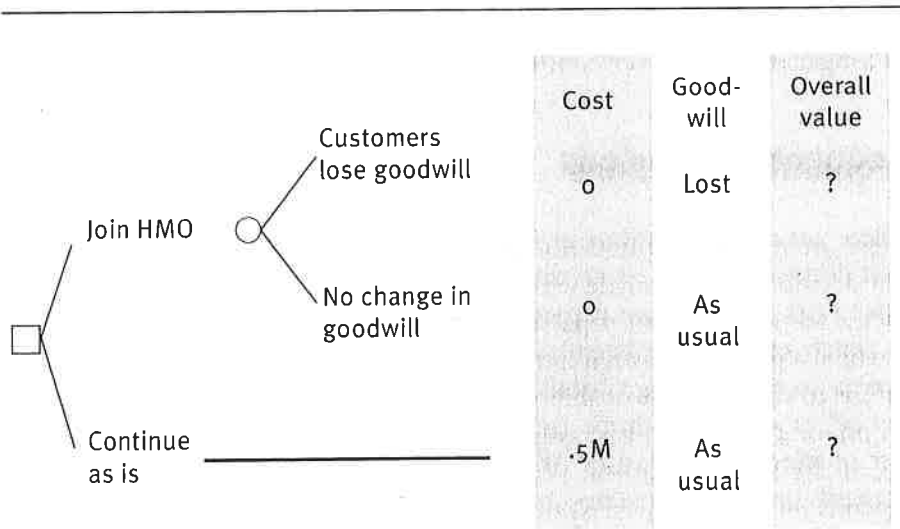 Cost
Good-
will
Overall
value
Customers
lose goodwill
0
Lost
?
Join HMO
No change in
goodwill
0
As
usual
?
Continue
as is
.5M
As
usual
?